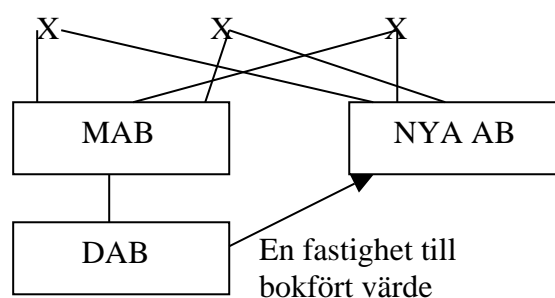 X X X
MAB NYA AB
DAB
En fastighet till
bokfört värde